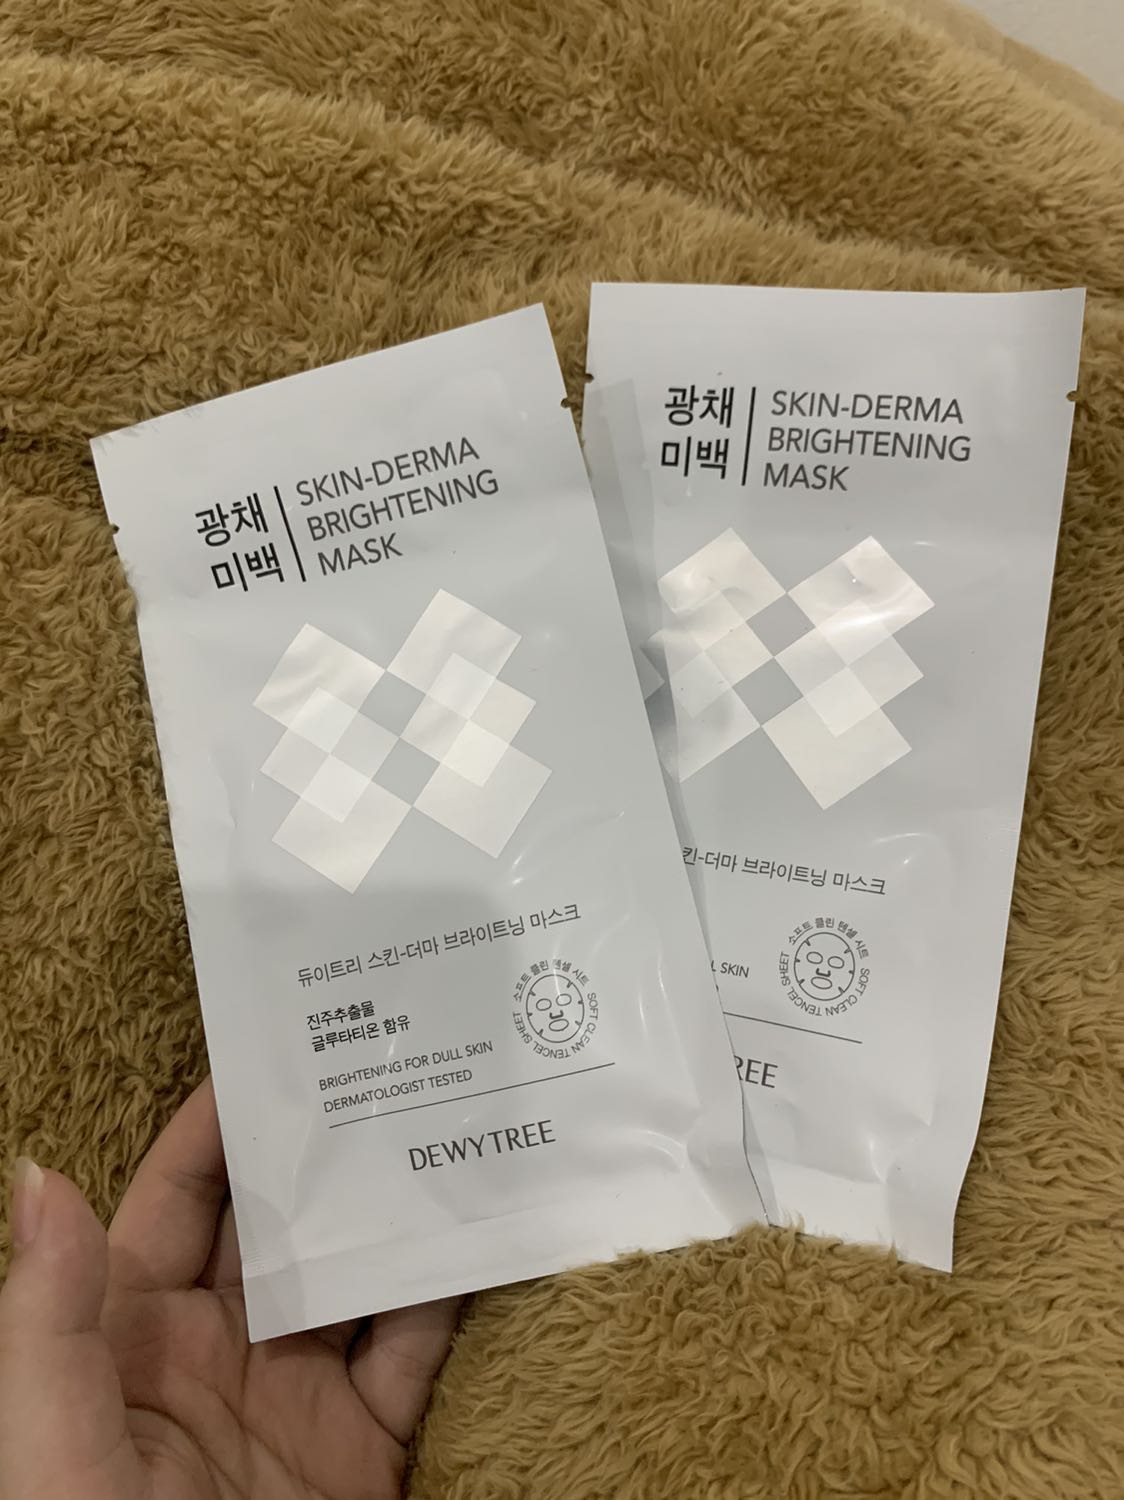 광채
미백
SKIN-DERMA
BRIGHTENING
MASK
듀이트리 스킨-더마 브라이트닝 마스크
진주추출물
글루타티온 함유
BRIGHTENING FOR DULL SKIN
DERMATOLOGIST TESTED
소프트 클린 텐셀 시트
SOFT CLEAN TENCEL SHEET
DEWYTREE
광채
미백
SKIN-DERMA
BRIGHTENING
MASK
킨-더마 브라이트닝 마스크
L SKIN
소프트 클린 텐셀 시트
SOFT CLEAN TENCEL SHEET
REE